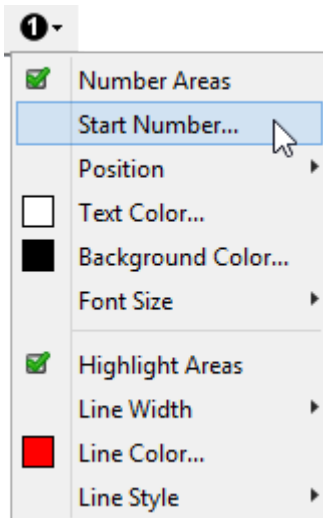 1
Number Areas
Start Number...
Position
Text Color...
Background Color...
Font Size
Highlight Areas
Line Width
Line Color...
Line Style